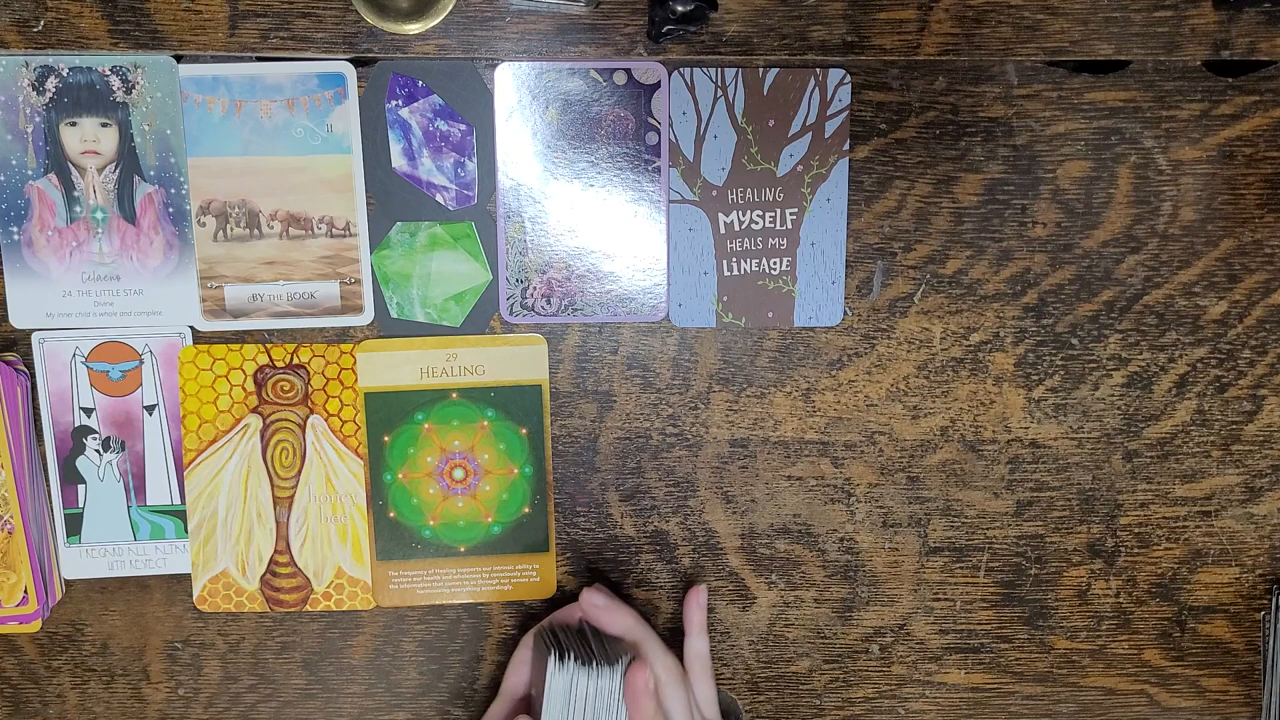 Celaeno
24. THE LITTLE STAR
Divine
My inner child is whole and complete.
11
BY THE BOOK
HEALING
MYSELF
HEALS MY
LINEAGE
I REGARD ALL ALTAR
WITH RESPECT
honey
bee
29
HEALING
The frequency of Healing supports our intrinsic ability to
restore our health and wholeness by consciously using
the information that comes to us through our senses and
harmonising everything accordingly.